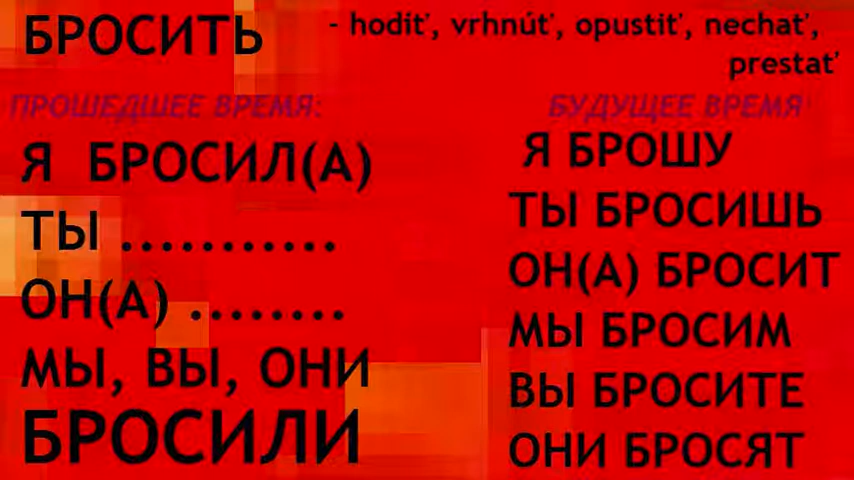 БРОСИТЬ - hodiť, vrhnúť, opustiť, nechať,
prestať
ПРОШЕДШЕЕ ВРЕМЯ:
Я БРОСИЛ(А)
ТЫ ...........
ОН(А) ........
МЫ, ВЫ, ОНИ
БРОСИЛИ
БУДУЩЕЕ ВРЕМЯ
Я БРОШУ
ТЫ БРОСИШЬ
ОН(А) БРОСИТ
МЫ БРОСИМ
ВЫ БРОСИТЕ
ОНИ БРОСЯТ